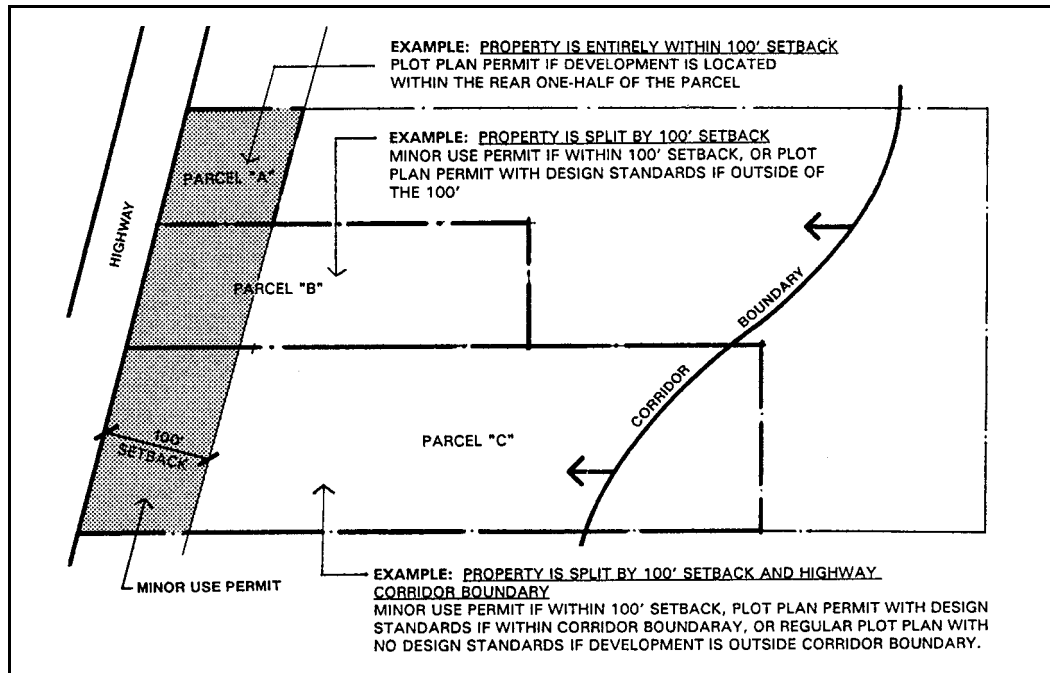 EXAMPLE: PROPERTY IS ENTIRELY WITHIN 100' SETBACK
PLOT PLAN PERMIT IF DEVELOPMENT IS LOCATED
WITHIN THE REAR ONE-HALF OF THE PARCEL
EXAMPLE: PROPERTY IS SPLIT BY 100' SETBACK
MINOR USE PERMIT IF WITHIN 100' SETBACK, OR PLOT
PLAN PERMIT WITH DESIGN STANDARDS IF OUTSIDE OF
THE 100'
PARCEL "A"
HIGHWAY
PARCEL "B"
BOUNDARY
CORRIDOR
PARCEL "C"
100'
SETBACK
MINOR USE PERMIT
EXAMPLE: PROPERTY IS SPLIT BY 100' SETBACK AND HIGHWAY
CORRIDOR BOUNDARY
MINOR USE PERMIT IF WITHIN 100' SETBACK, PLOT PLAN PERMIT WITH DESIGN
STANDARDS IF WITHIN CORRIDOR BOUNDARAY, OR REGULAR PLOT PLAN WITH
NO DESIGN STANDARDS IF DEVELOPMENT IS OUTSIDE CORRIDOR BOUNDARY.